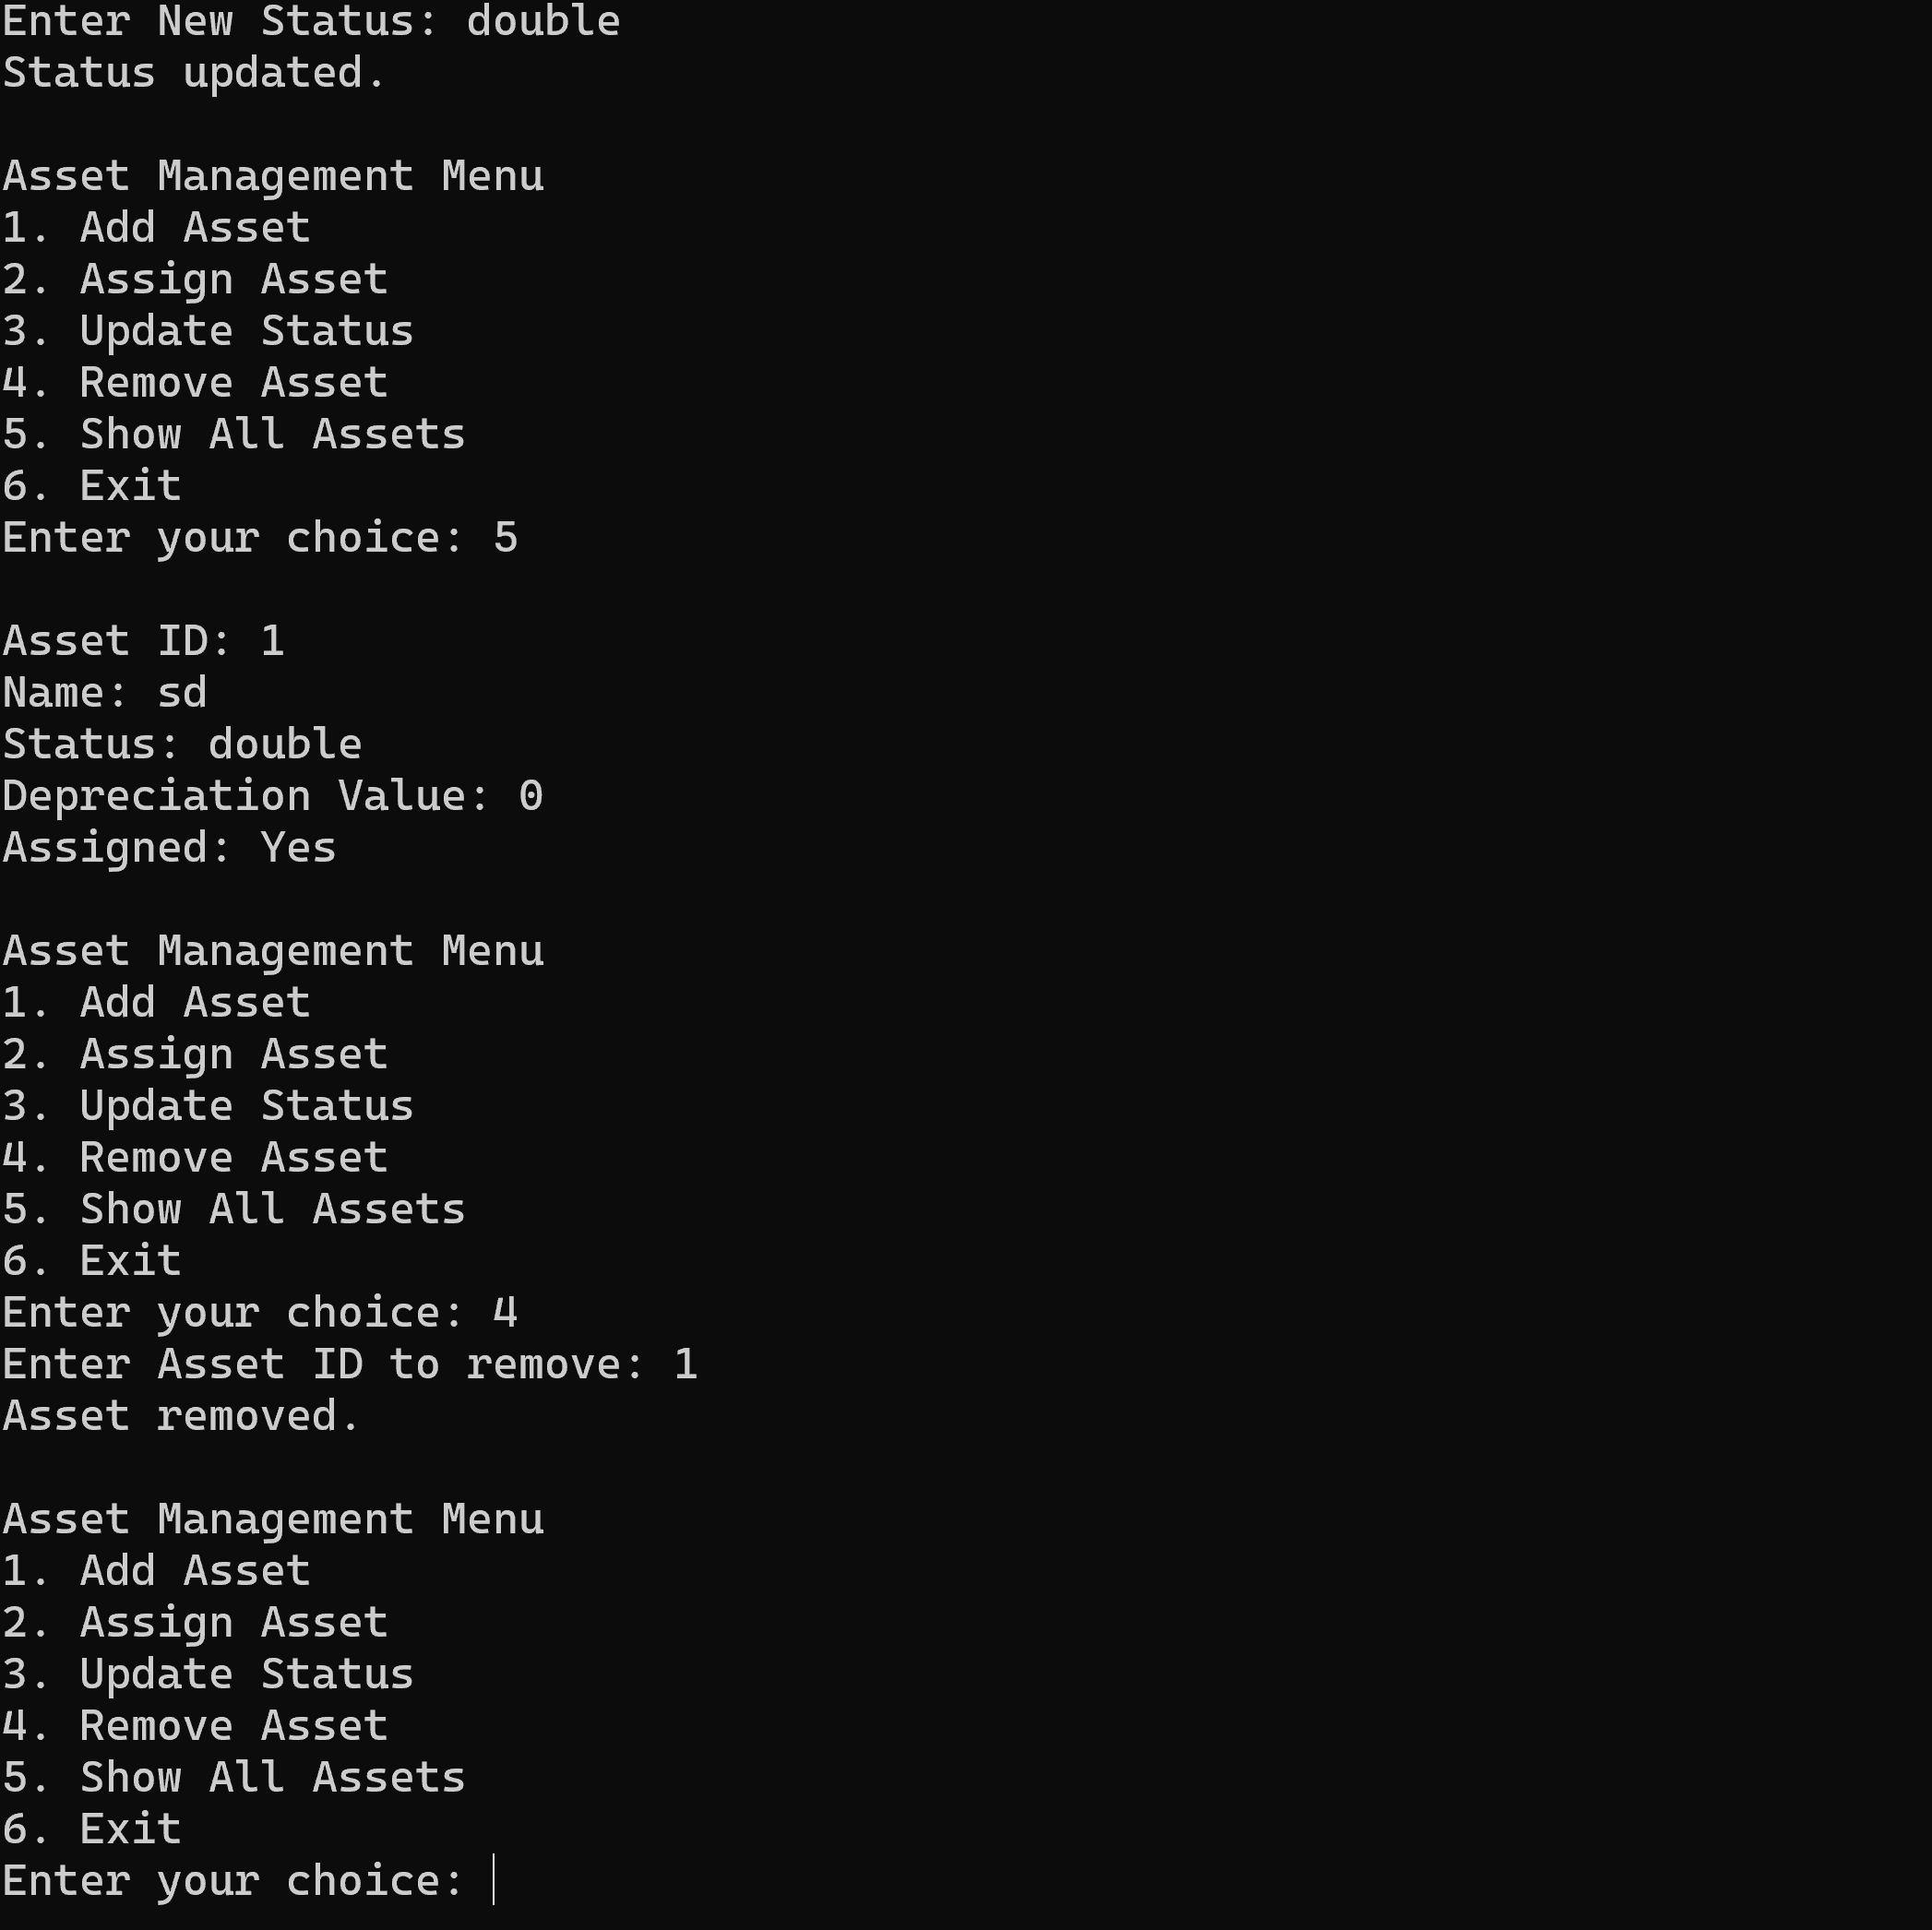 Enter New Status: double
Status updated.

Asset Management Menu
1. Add Asset
2. Assign Asset
3. Update Status
4. Remove Asset
5. Show All Assets
6. Exit
Enter your choice: 5

Asset ID: 1
Name: sd
Status: double
Depreciation Value: 0
Assigned: Yes

Asset Management Menu
1. Add Asset
2. Assign Asset
3. Update Status
4. Remove Asset
5. Show All Assets
6. Exit
Enter your choice: 4
Enter Asset ID to remove: 1
Asset removed.

Asset Management Menu
1. Add Asset
2. Assign Asset
3. Update Status
4. Remove Asset
5. Show All Assets
6. Exit
Enter your choice: